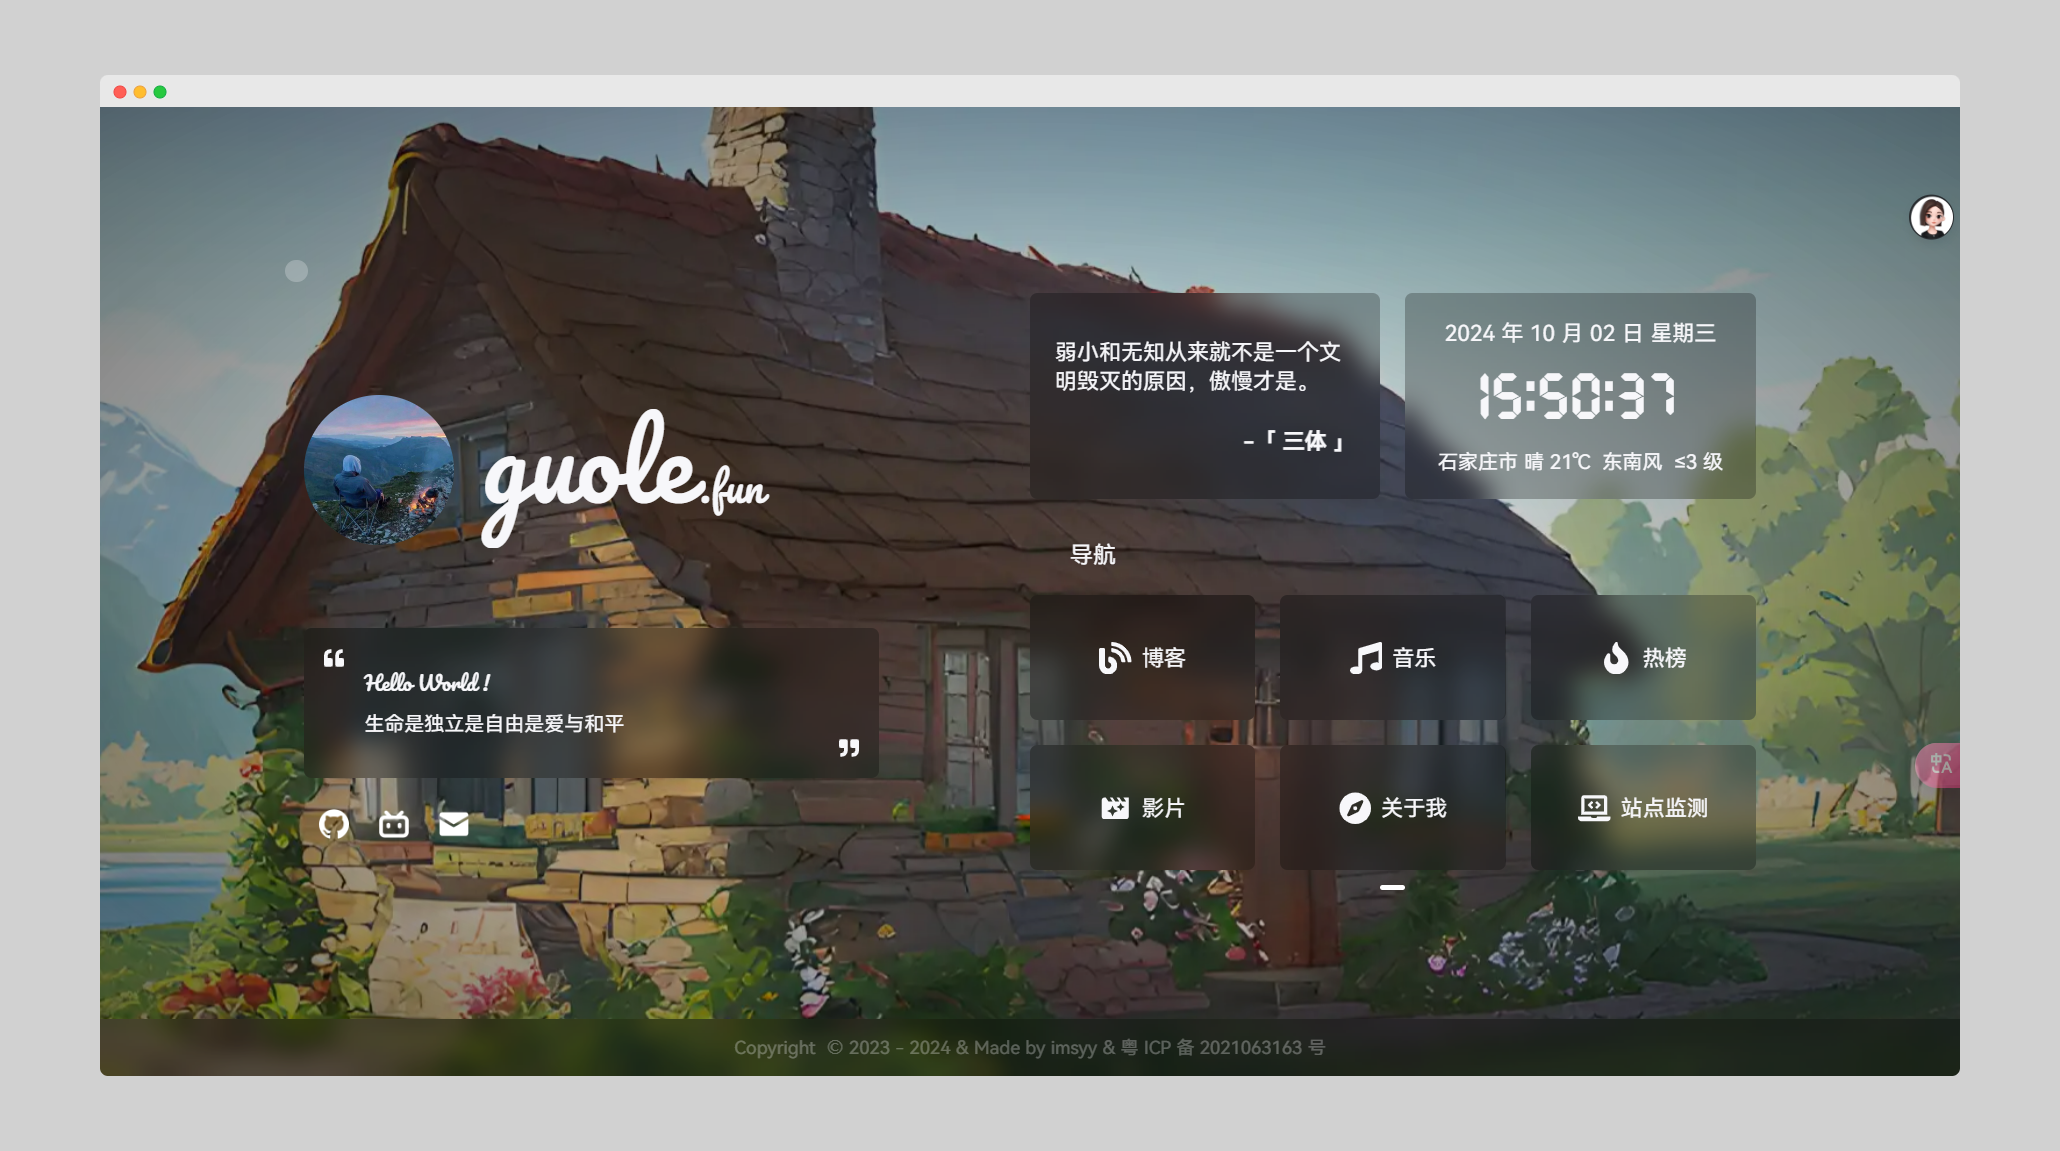 guole.fun
Hello World !
生命是独立是自由是爱与和平
弱小和无知从来就不是一个文
明毁灭的原因，傲慢才是。
-「 三体 」
2024 年 10 月 02 日 星期三
15:50:37
石家庄市 晴 21℃ 东南风 ≤3 级
导航
博客
音乐
热榜
影片
关于我
站点监测
中A
Copyright © 2023 - 2024 & Made by imsyy & 粤 ICP 备 2021063163 号